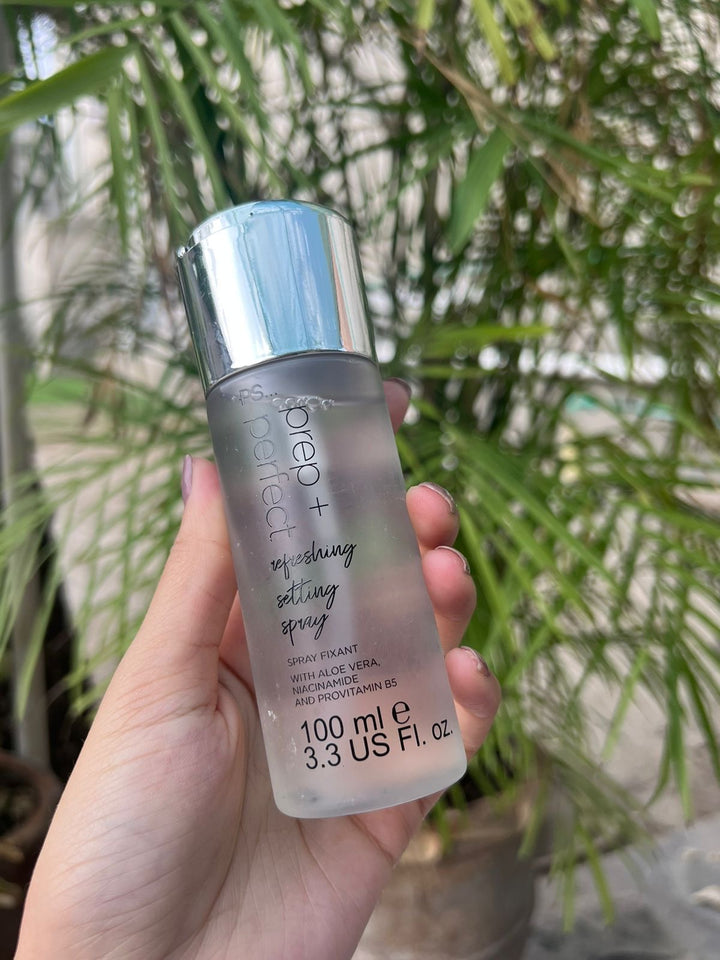 PS...
prep +
perfect
refreshing
setting
spray
SPRAY FIXANT
WITH ALOE VERA,
NIACINAMIDE
AND PROVITAMIN B5
100 ml e
3.3 US Fl. oz.